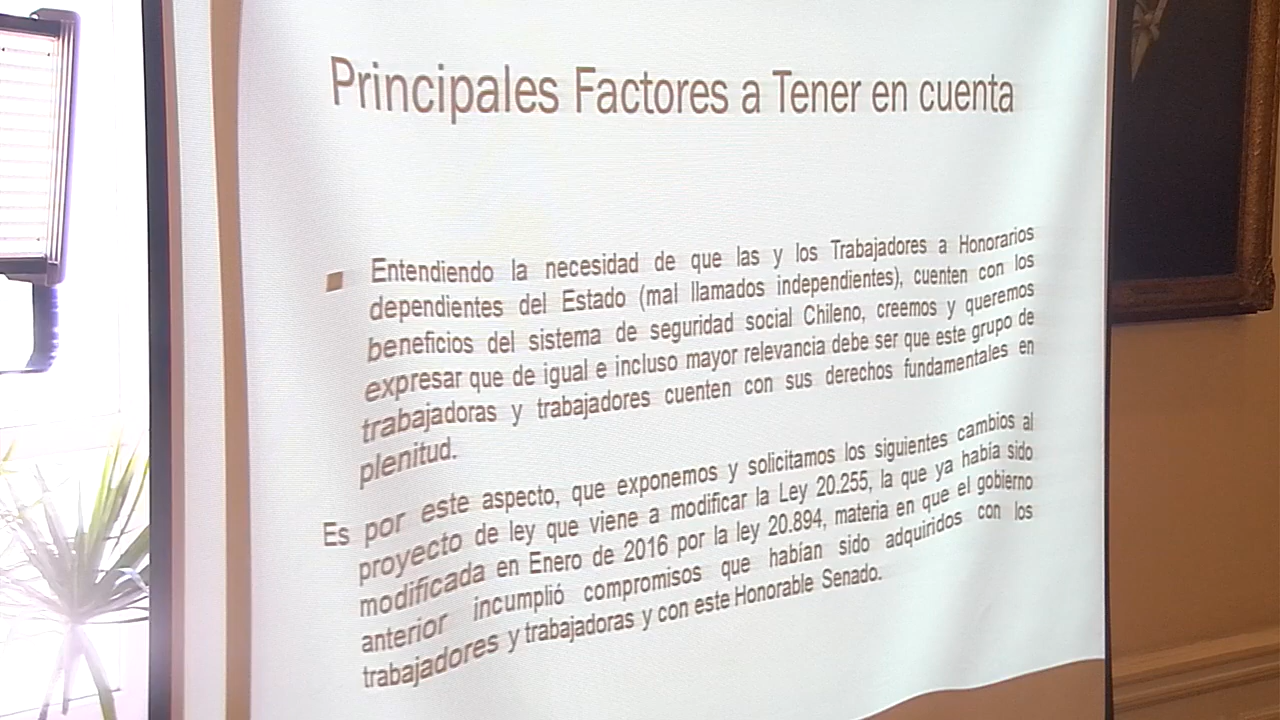 Principales Factores a Tener en cuenta
Entendiendo la necesidad de que las y los Trabajadores a Honorarios
dependientes del Estado (mal llamados independientes), cuenten con los
beneficios del sistema de seguridad social Chileno, creemos y queremos
expresar que de igual e incluso mayor relevancia debe ser que este grupo de
trabajadoras y trabajadores cuenten con sus derechos fundamentales en
plenitud.
Es por este aspecto, que exponemos y solicitamos los siguientes cambios al
proyecto de ley que viene a modificar la Ley 20.255, la que ya había sido
modificada en Enero de 2016 por la ley 20.894, materia en que el gobierno
anterior incumplió compromisos que habían sido adquiridos con los
trabajadores y trabajadoras y con este Honorable Senado.